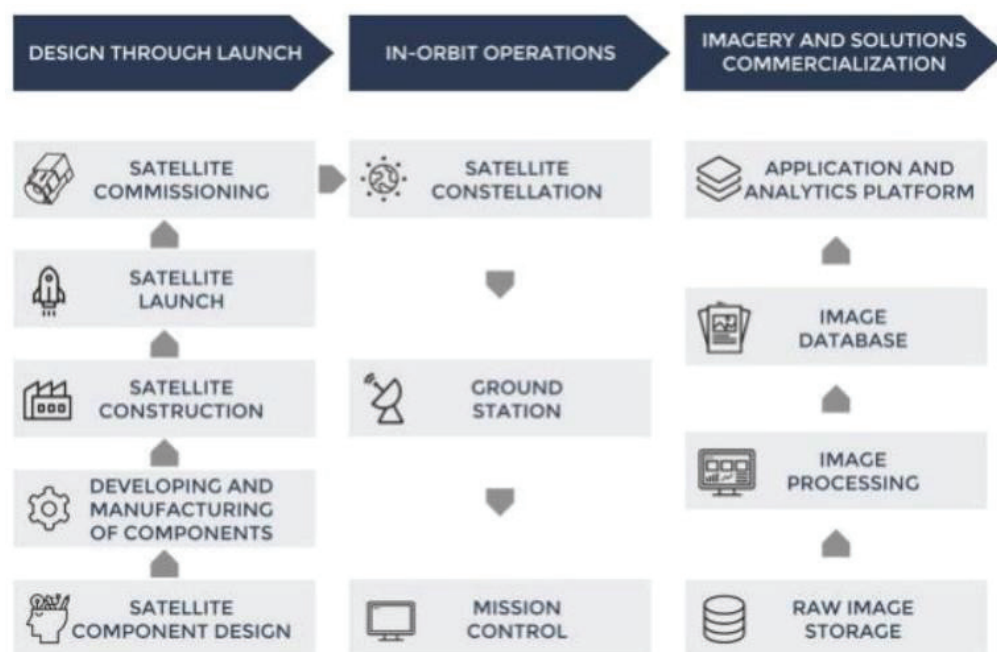 DESIGN THROUGH LAUNCH
IN-ORBIT OPERATIONS
IMAGERY AND SOLUTIONS
COMMERCIALIZATION
SATELLITE
COMMISSIONING
SATELLITE
LAUNCH
SATELLITE
CONSTRUCTION
DEVELOPING AND
MANUFACTURING
OF COMPONENTS
SATELLITE
COMPONENT DESIGN
SATELLITE
CONSTELLATION
GROUND
STATION
MISSION
CONTROL
APPLICATION AND
ANALYTICS PLATFORM
IMAGE
DATABASE
IMAGE
PROCESSING
RAW IMAGE
STORAGE